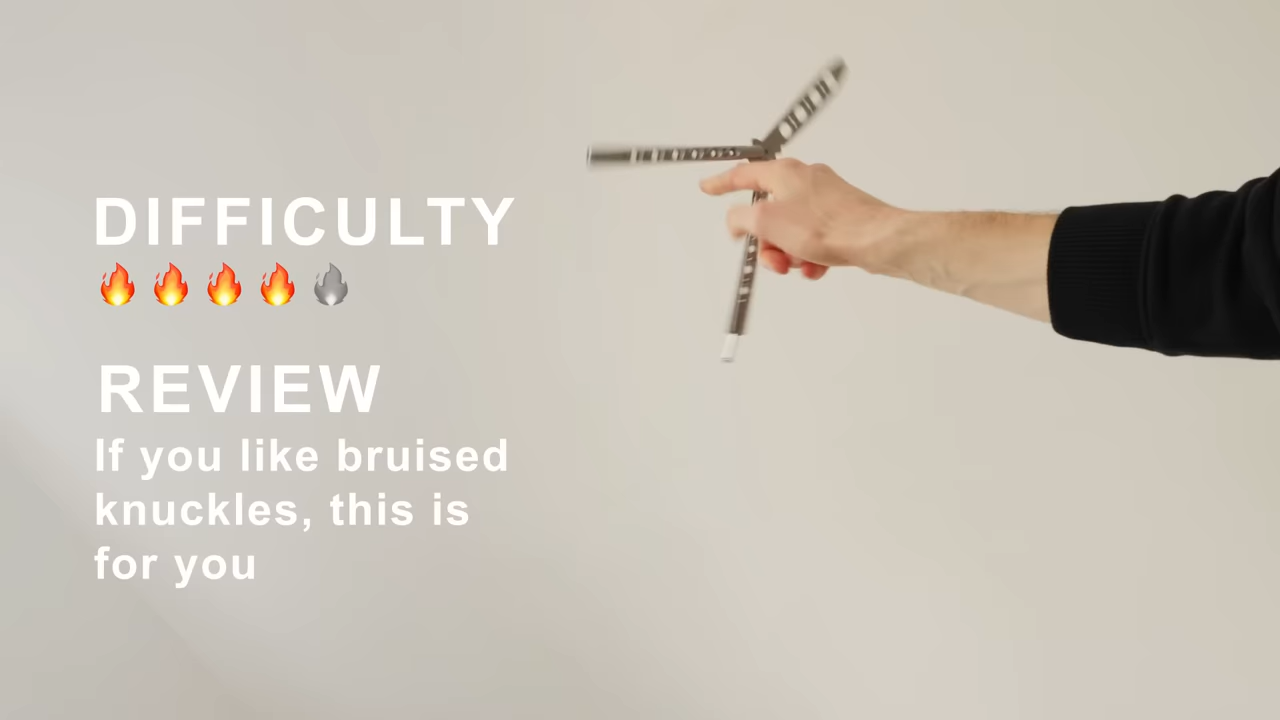 DIFFICULTY
🔥🔥🔥🔥
REVIEW
If you like bruised
knuckles, this is
for you